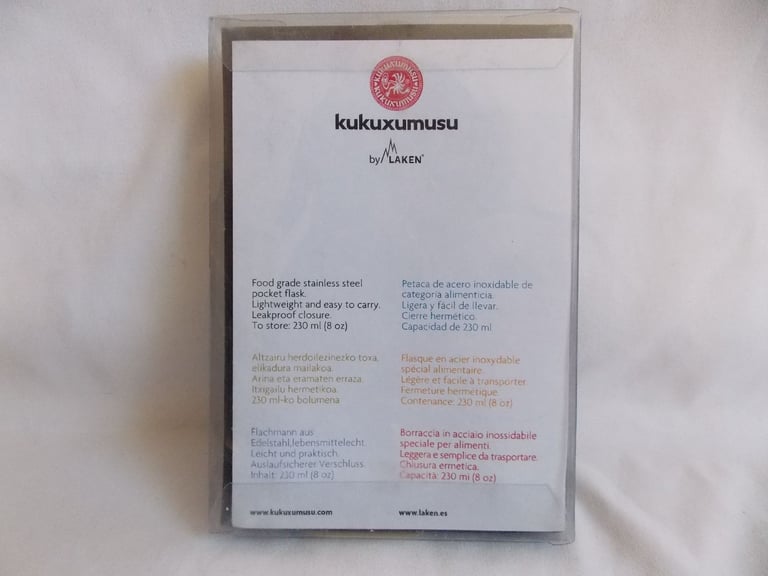 kukuxumusu
by LAKEN®
Food grade stainless steel
pocket flask.
Lightweight and easy to carry.
Leakproof closure.
To store: 230 ml (8 oz)
Petaca de acero inoxidable de
categoría alimenticia.
Ligera y fácil de llevar.
Cierre hermético.
Capacidad de 230 ml
Altzairu herdoilezinezko toxa,
elikadura mailakoa.
Arina eta eramaten erraza.
Itxigailu hermetikoa.
230 ml-ko bolumena
Flasque en acier inoxydable
spécial alimentaire.
Légère et facile à transporter
Fermeture hermétique.
Contenance: 230 ml (8 oz)
Flachmann aus
Edelstahl,lebensmittelecht.
Leicht und praktisch.
Auslaufsicherer Verschluss.
Inhalt: 230 ml (8 oz)
Borraccia in acciaio inossidabile
speciale per alimenti.
Leggera e semplice da trasportare.
Chiusura ermetica.
Capacità: 230 ml (8 oz)
www.kukuxumusu.com
www.laken.es